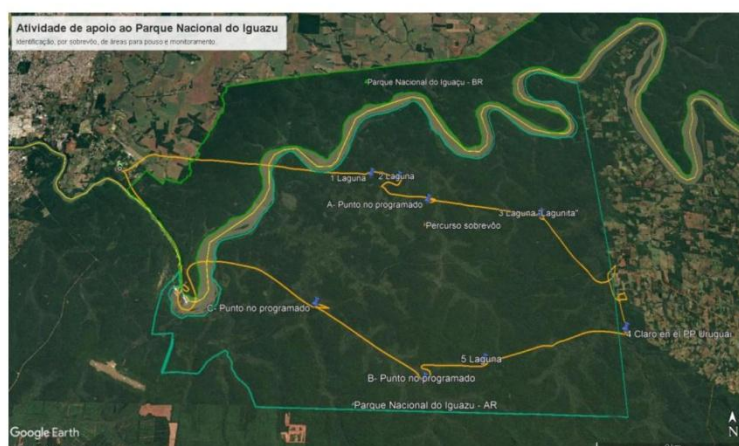 Atividade de apoio ao Parque Nacional do Iguazu
Identificação, por sobrevôo, de áreas para pouso e monitoramento.
Parque Nacional do Iguaçu - BR
1 Laguna
2 Laguna
A- Punto no programado
3 Laguna "Lagunita"
Percurso sobrevôo
C- Punto no programado
4 Claro en el PP Uruguaí
5 Laguna
B- Punto no programado
Parque Nacional do Iguazu - AR
Google Earth
N